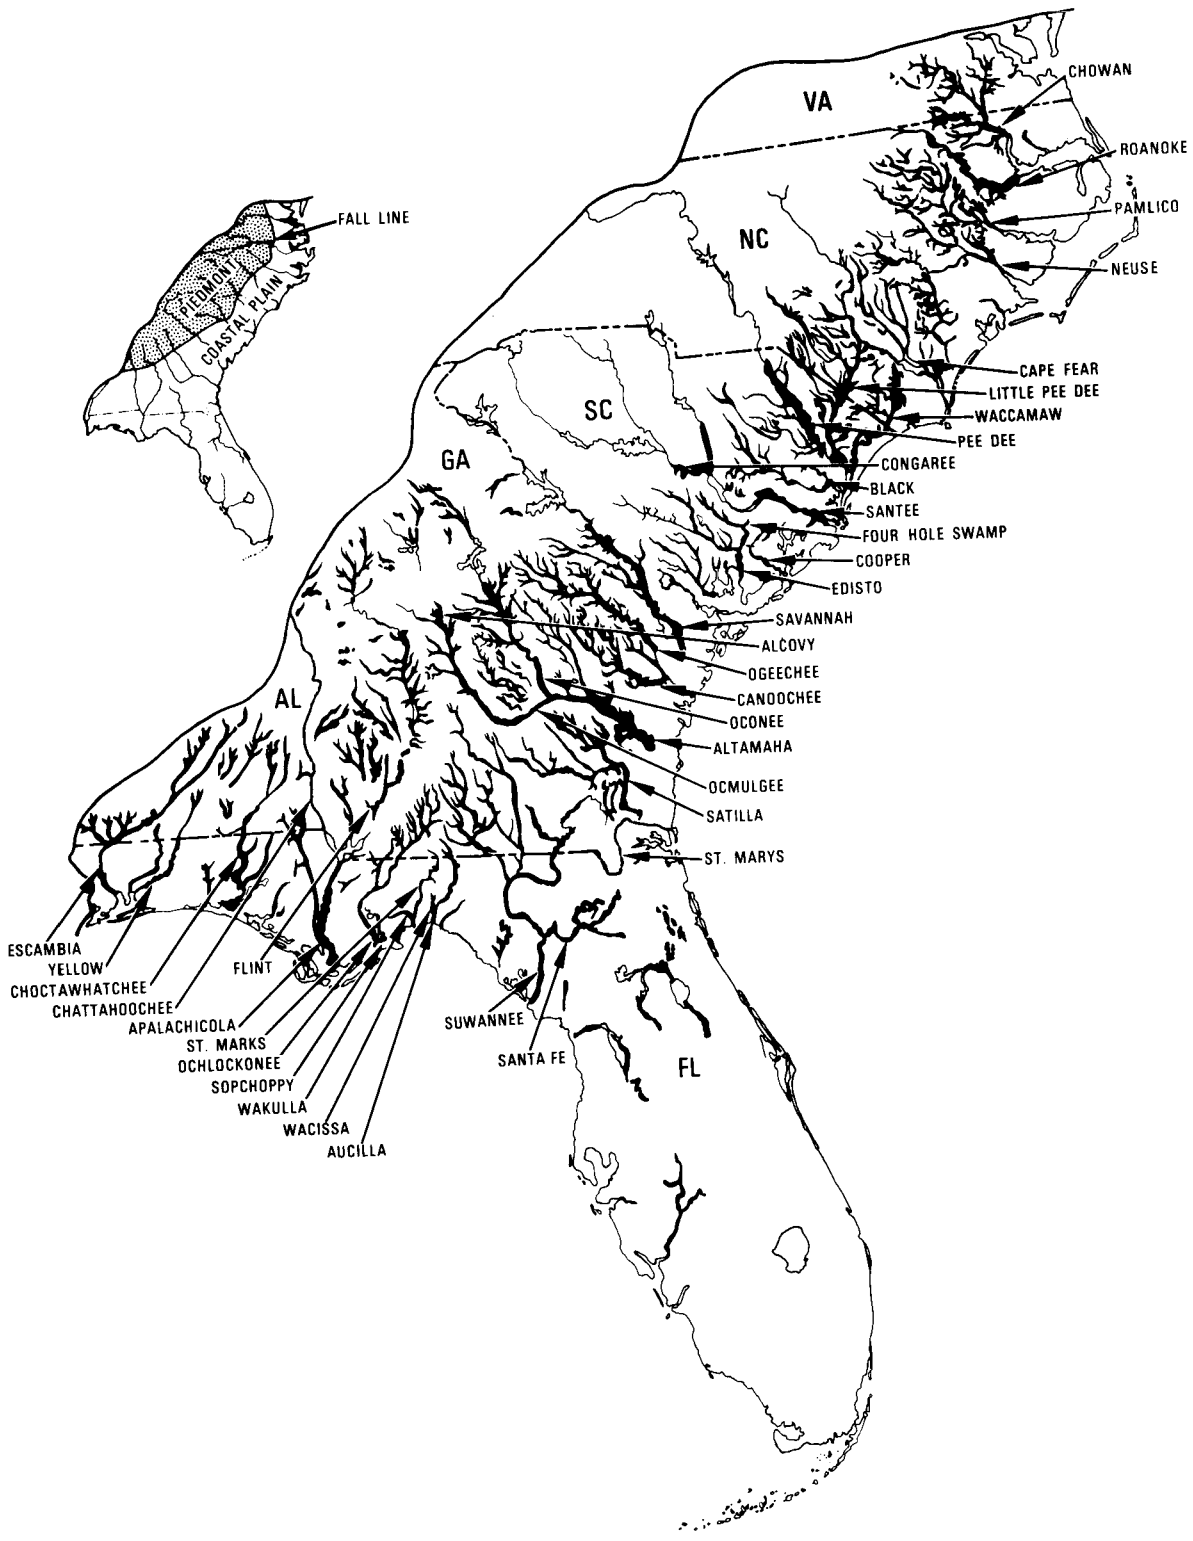 CHOWAN
VA
ROANOKE
PAMLICO
FALL LINE
NC
NEUSE
PIEDMONT
COASTAL PLAIN
CAPE FEAR
LITTLE PEE DEE
SC
WACCAMAW
PEE DEE
GA
CONGAREE
BLACK
SANTEE
FOUR HOLE SWAMP
COOPER
EDISTO
SAVANNAH
ALCOVY
OGEECHEE
CANOOCHEE
AL
OCONEE
ALTAMAHA
OCMULGEE
SATILLA
ST. MARYS
ESCAMBIA
YELLOW
FLINT
CHOCTAWHATCHEE
CHATTAHOOCHEE
APALACHICOLA
SUWANNEE
ST. MARKS
SANTA FE
OCHLOCKONEE
FL
SOPCHOPPY
WAKULLA
WACISSA
AUCILLA